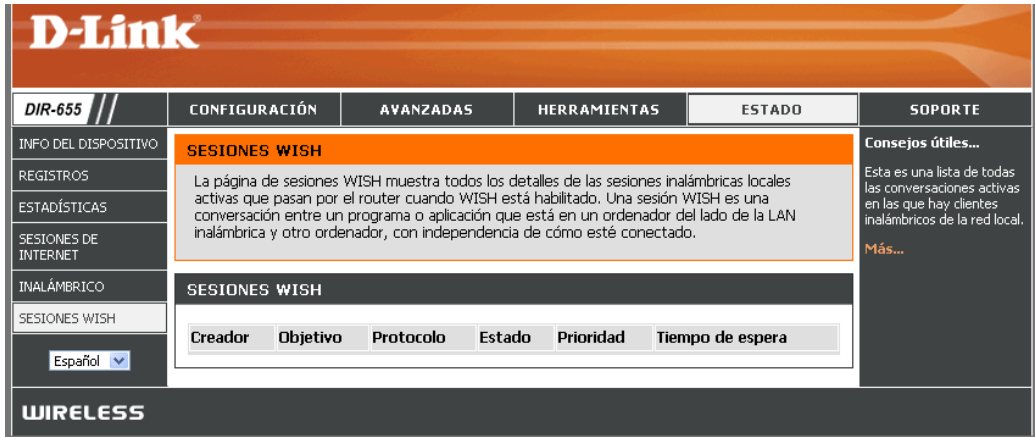 D-Link
DIR-655
CONFIGURACIÓN
AVANZADAS
HERRAMIENTAS
ESTADO
SOPORTE
INFO DEL DISPOSITIVO
REGISTROS
ESTADÍSTICAS
SESIONES DE
INTERNET
INALÁMBRICO
SESIONES WISH
Español
SESIONES WISH
La página de sesiones WISH muestra todos los detalles de las sesiones inalámbricas locales
activas que pasan por el router cuando WISH está habilitado. Una sesión WISH es una
conversación entre un programa o aplicación que está en un ordenador del lado de la LAN
inalámbrica y otro ordenador, con independencia de cómo esté conectado.
SESIONES WISH
Creador Objetivo Protocolo Estado Prioridad Tiempo de espera
Consejos útiles...
Esta es una lista de todas
las conversaciones activas
en las que hay clientes
inalámbricos de la red local.
Más...
WIRELESS